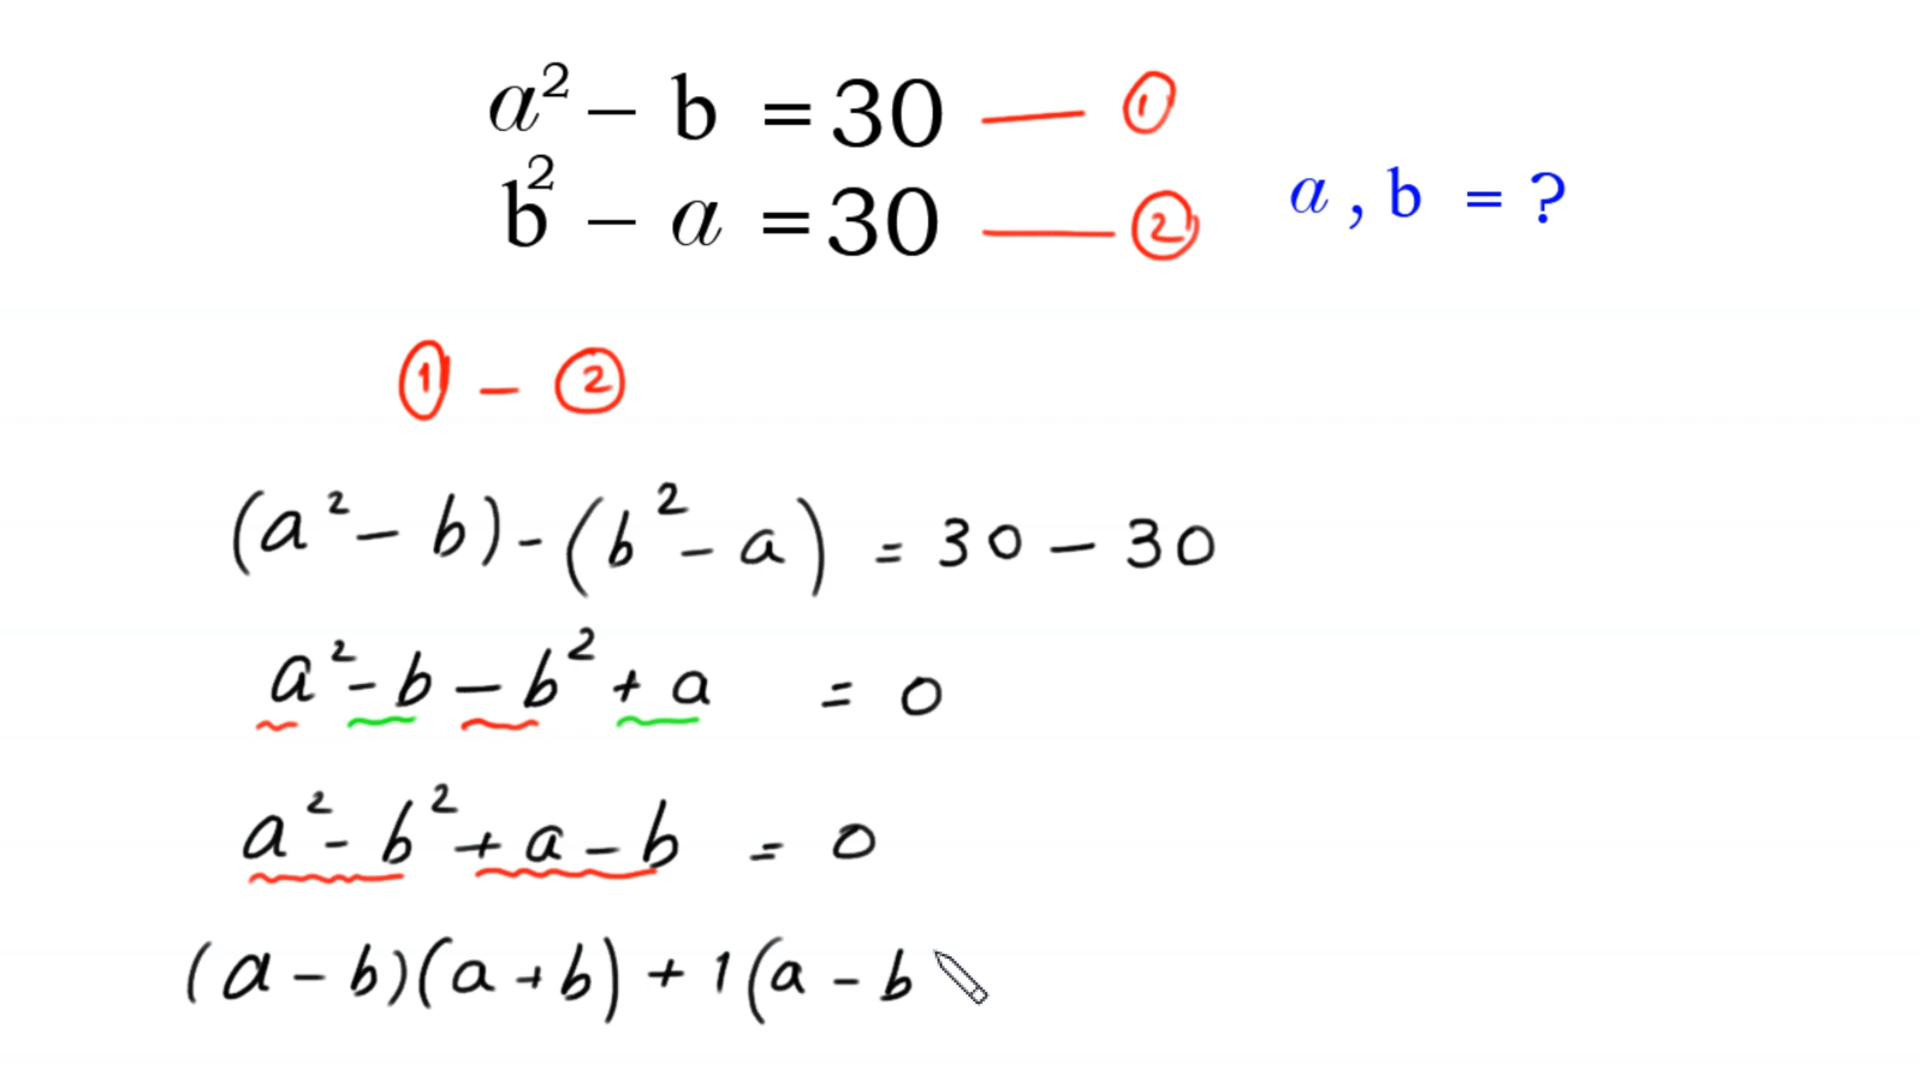 a² – b = 30 — ①
b² – a = 30 — ②
a , b = ?
① – ②
(a² – b) - (b² – a) = 30 – 30
a² - b – b² + a = 0
a² - b² + a – b = 0
(a – b)(a + b) + 1(a – b